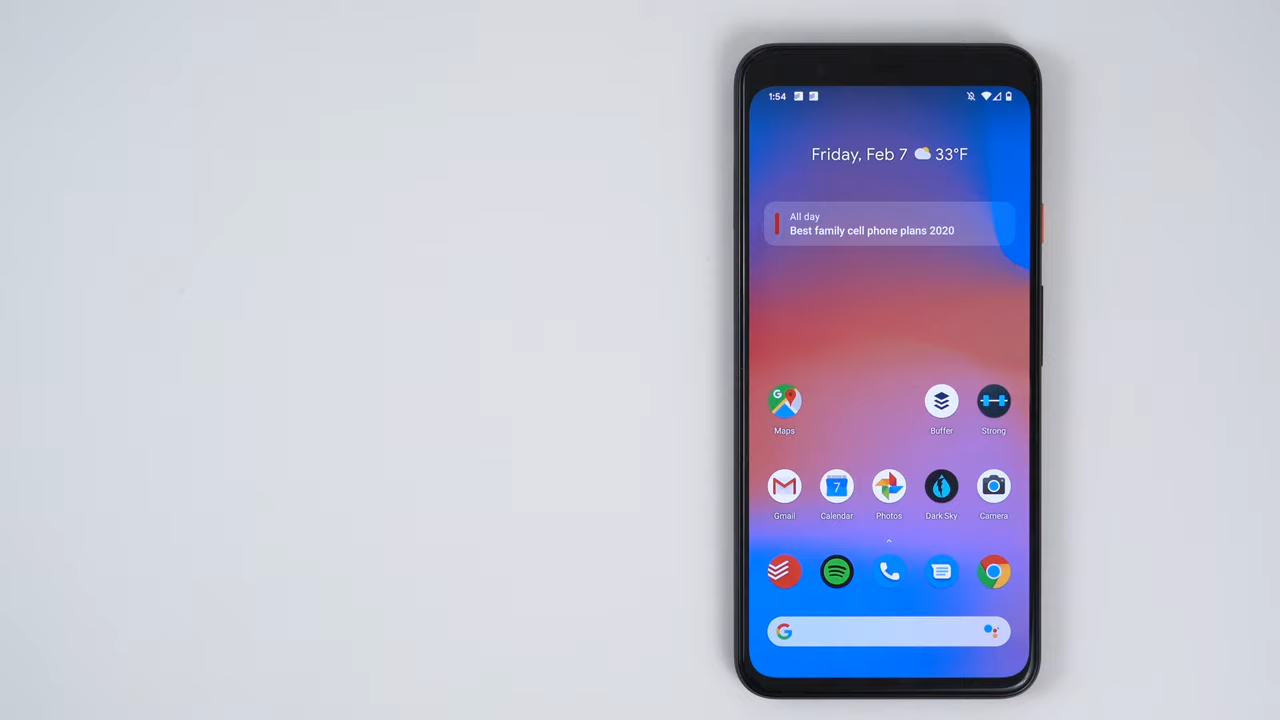 1:54
Friday, Feb 7 33°F
All day
Best family cell phone plans 2020
Maps Buffer Strong
7
Gmail Calendar Photos Dark Sky Camera